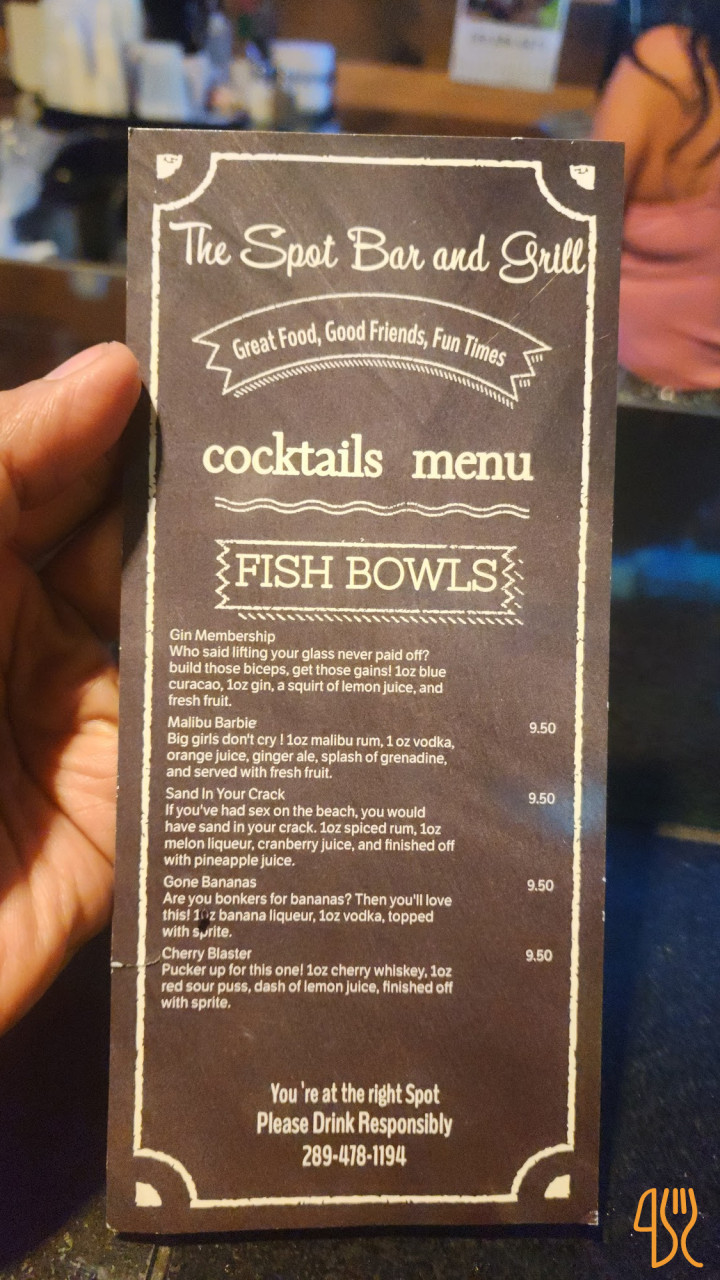 The Spot Bar and Grill
Great Food, Good Friends, Fun Times
cocktails menu
FISH BOWLS
Gin Membership
Who said lifting your glass never paid off?
build those biceps, get those gains! 1oz blue
curacao, 1oz gin, a squirt of lemon juice, and
fresh fruit.
Malibu Barbie 9.50
Big girls don't cry ! 1oz malibu rum, 1 oz vodka,
orange juice, ginger ale, splash of grenadine,
and served with fresh fruit.
Sand In Your Crack 9.50
If you've had sex on the beach, you would
have sand in your crack. 1oz spiced rum, 1oz
melon liqueur, cranberry juice, and finished off
with pineapple juice.
Gone Bananas 9.50
Are you bonkers for bananas? Then you'll love
this! 1oz banana liqueur, 1oz vodka, topped
with sprite.
Cherry Blaster 9.50
Pucker up for this one! 1oz cherry whiskey, 1oz
red sour puss, dash of lemon juice, finished off
with sprite.
You 're at the right Spot
Please Drink Responsibly
289-478-1194